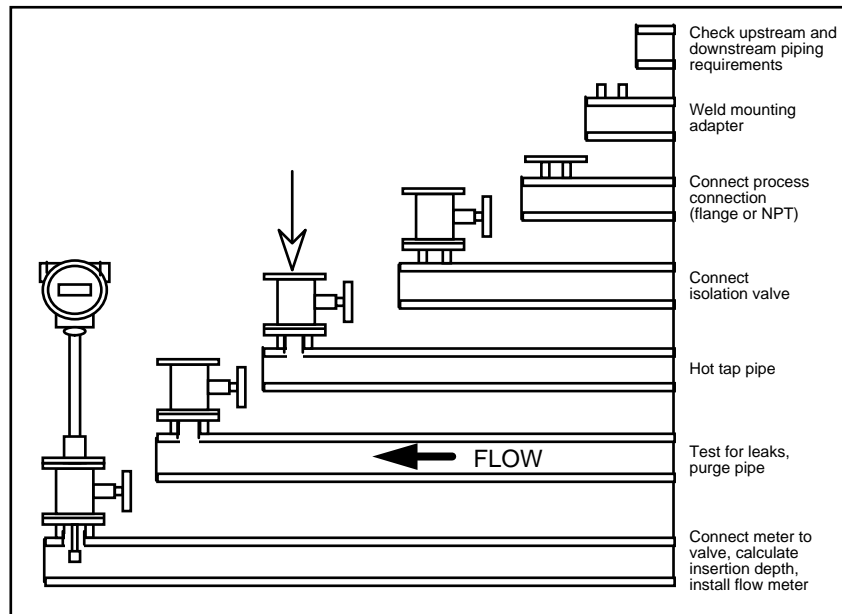 Check upstream and
downstream piping
requirements
Weld mounting
adapter
Connect process
connection
(flange or NPT)
Connect
isolation valve
Hot tap pipe
FLOW
Test for leaks,
purge pipe
Connect meter to
valve, calculate
insertion depth,
install flow meter